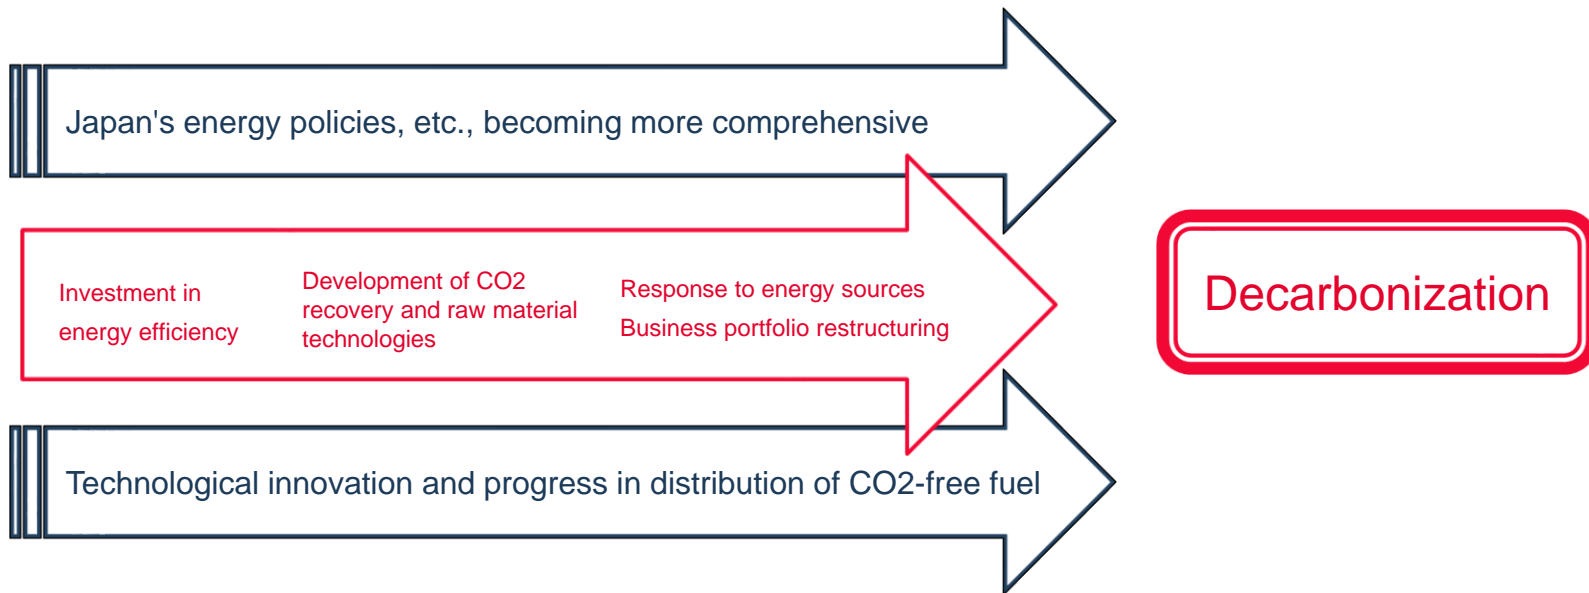 Japan's energy policies, etc., becoming more comprehensive
Investment in
energy efficiency
Development of CO2
recovery and raw material
technologies
Response to energy sources
Business portfolio restructuring
Decarbonization
Technological innovation and progress in distribution of CO2-free fuel